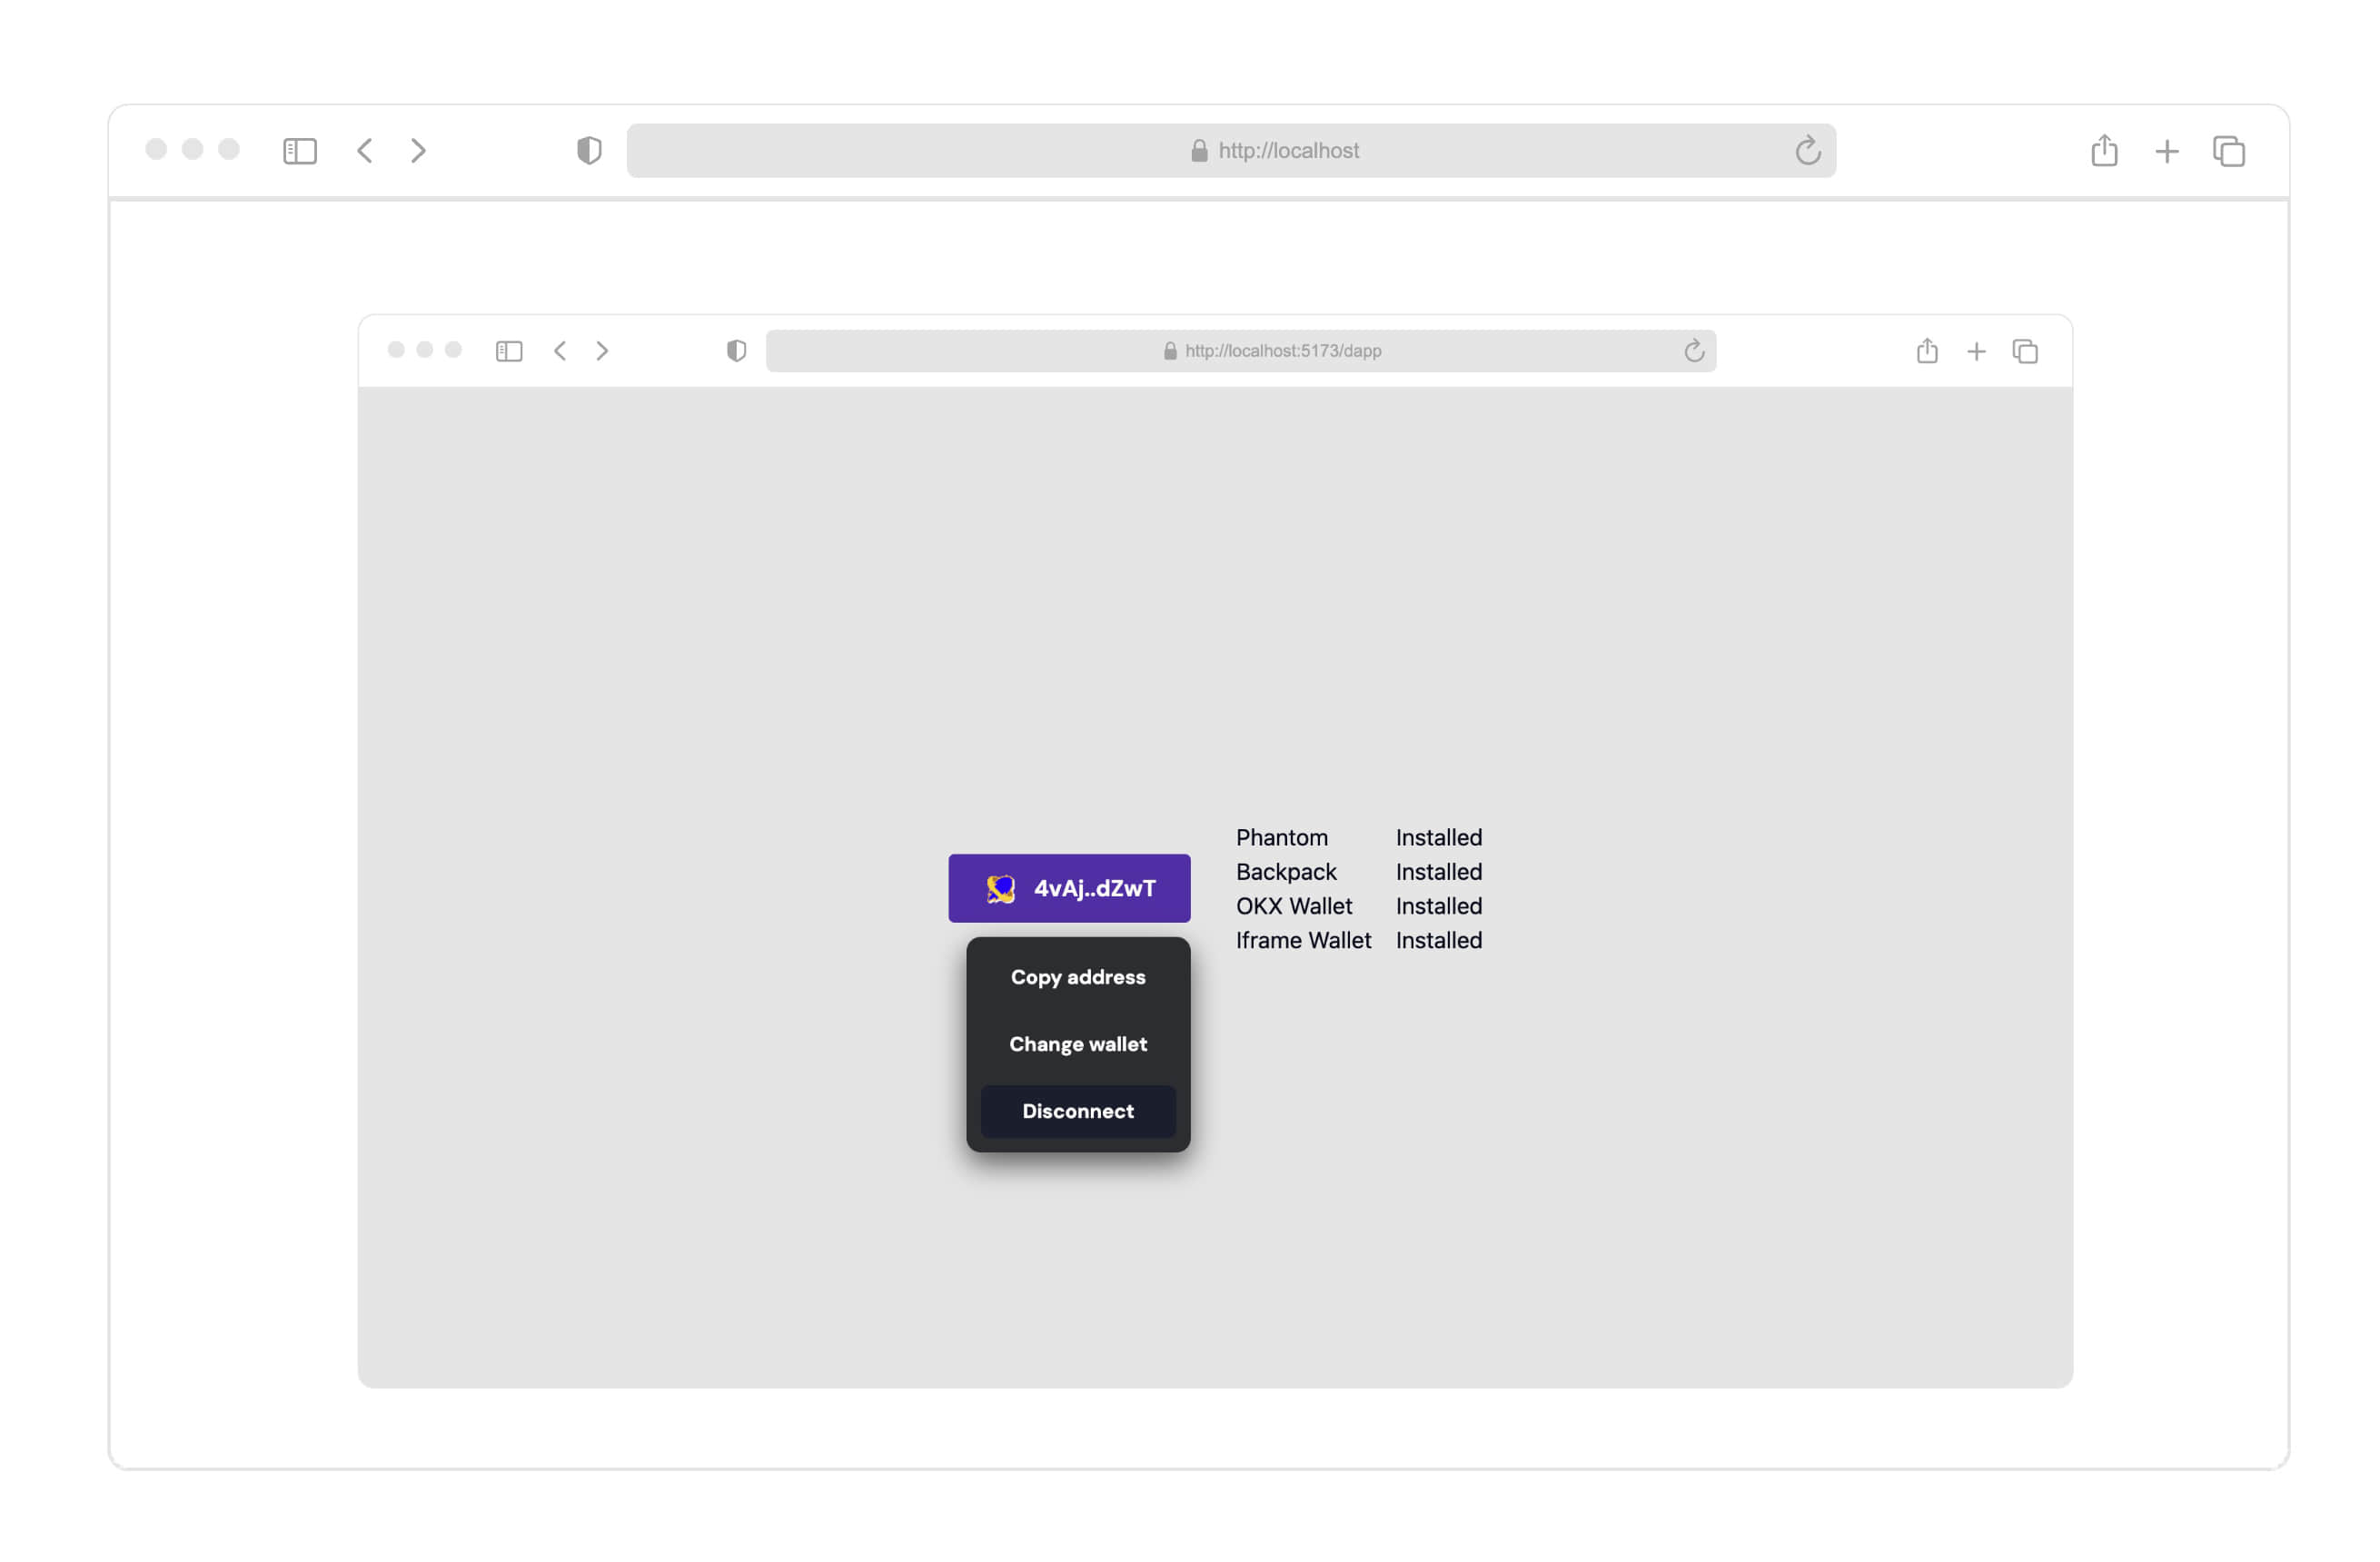 http://localhost
http://localhost:5173/dapp
4vAj..dZwT
Copy address
Change wallet
Disconnect
Phantom Installed
Backpack Installed
OKX Wallet Installed
Iframe Wallet Installed